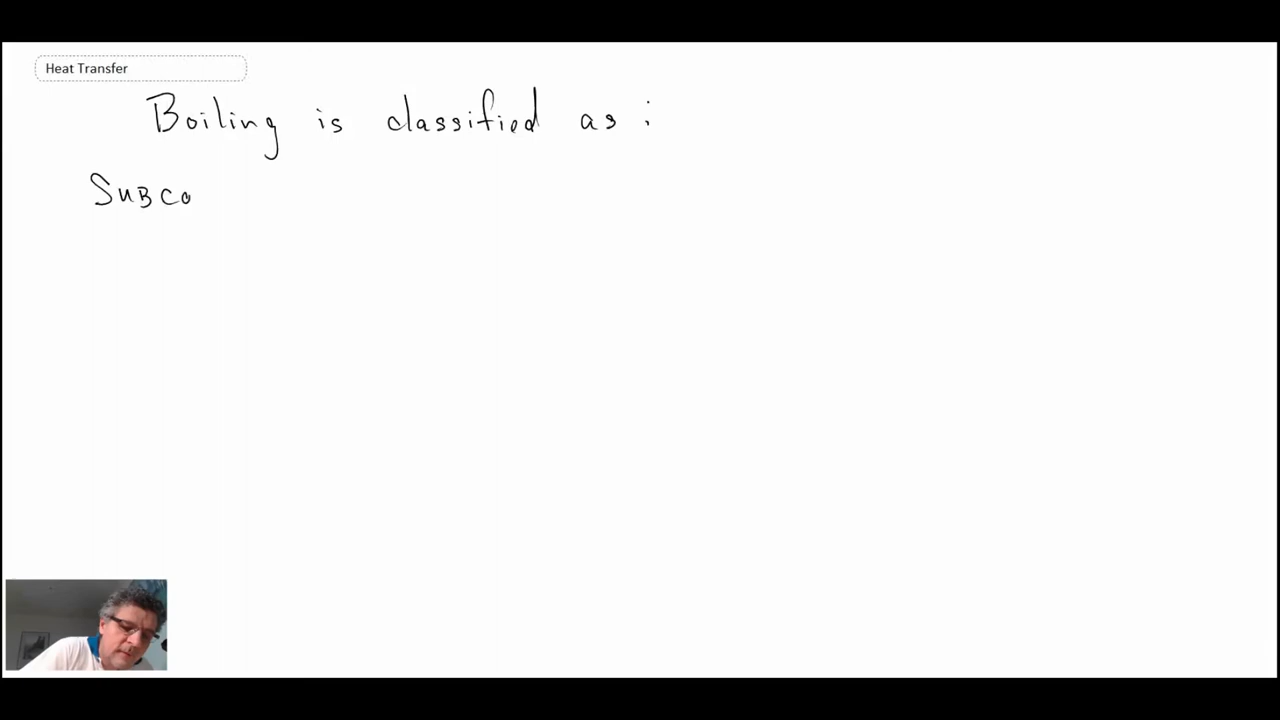 Heat Transfer
Boiling is classified as :
SUBCO